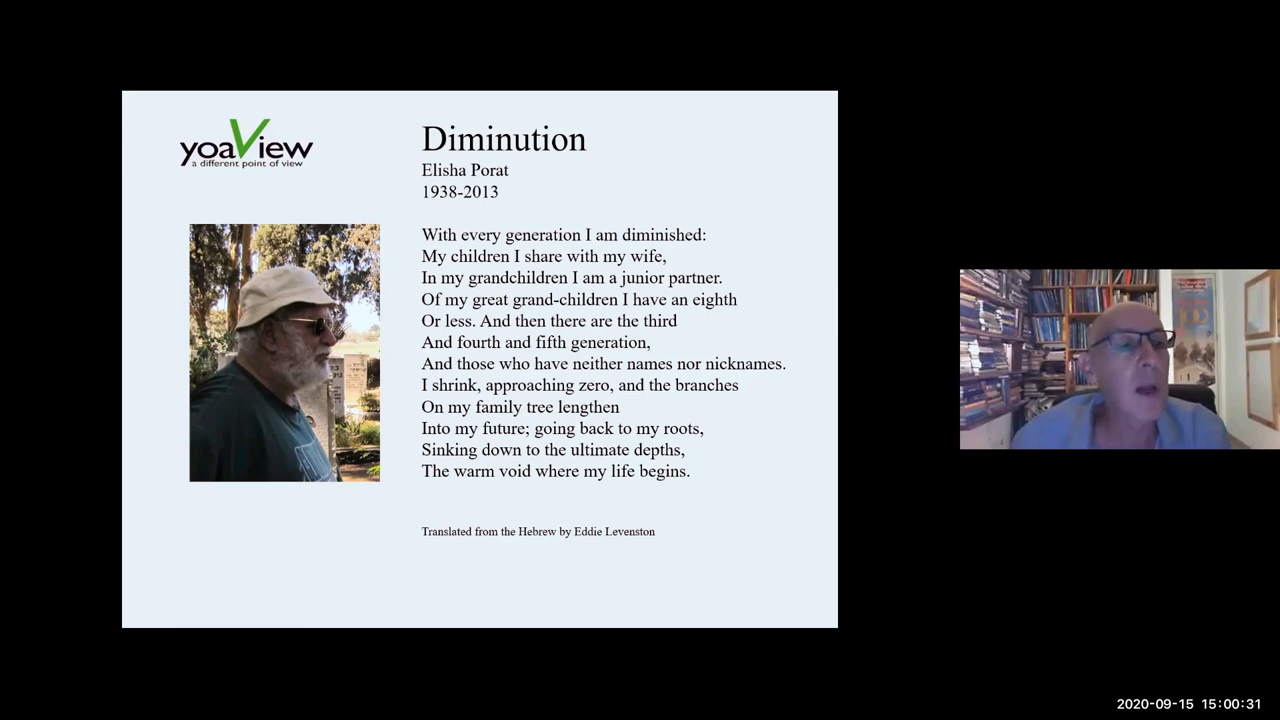 yoaView
a different point of view
Diminution
Elisha Porat
1938-2013
With every generation I am diminished:
My children I share with my wife,
In my grandchildren I am a junior partner.
Of my great grand-children I have an eighth
Or less. And then there are the third
And fourth and fifth generation,
And those who have neither names nor nicknames.
I shrink, approaching zero, and the branches
On my family tree lengthen
Into my future; going back to my roots,
Sinking down to the ultimate depths,
The warm void where my life begins.
Translated from the Hebrew by Eddie Levenston
2020-09-15 15:00:31